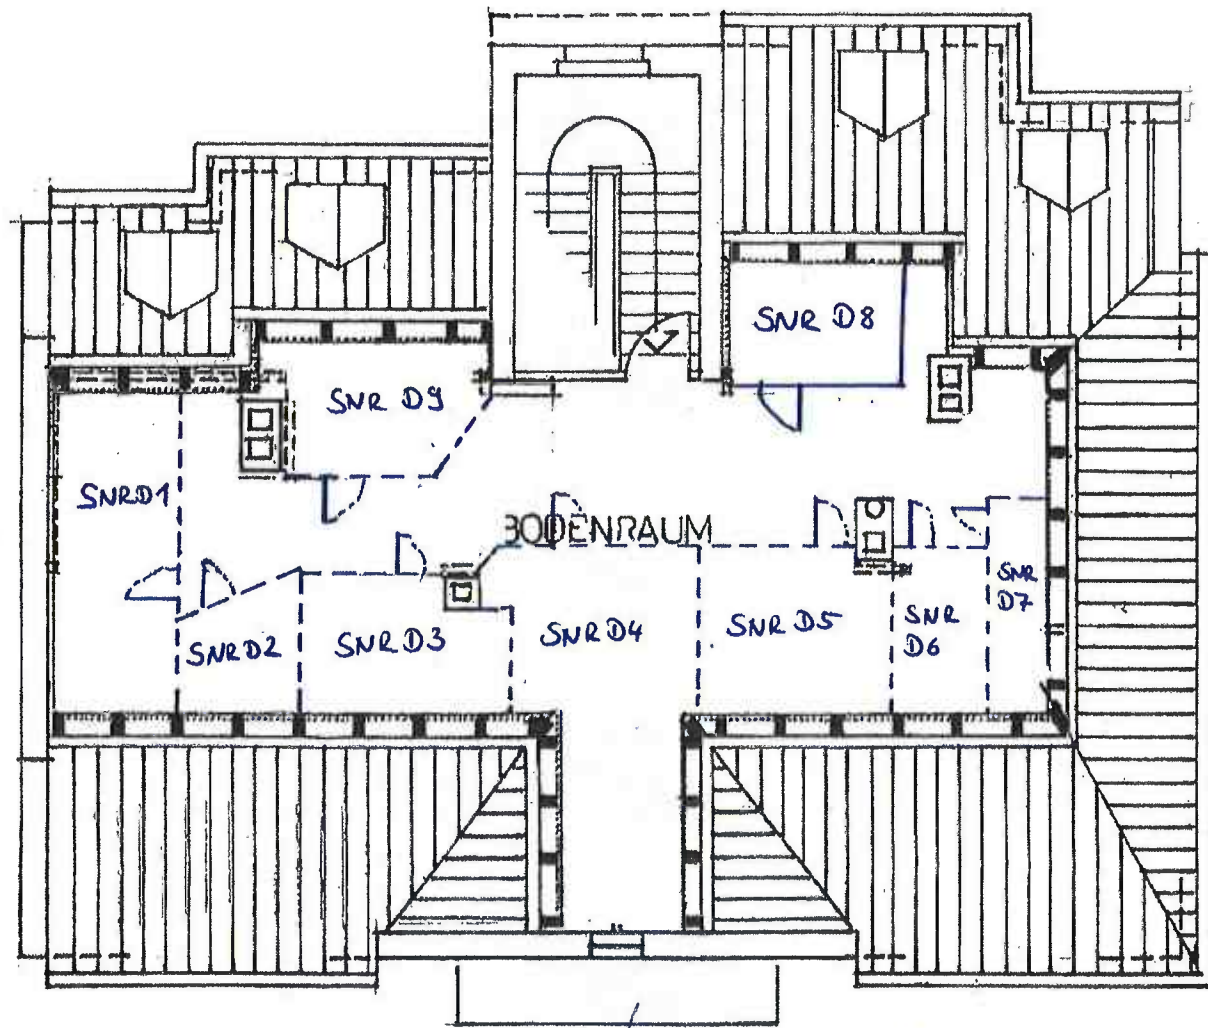 SNR D8
SNR D9
SNRD1
BODENRAUM
SNR D2
SNR D3
SNR D4
SNR D5
SNR
D6
SNR
D7